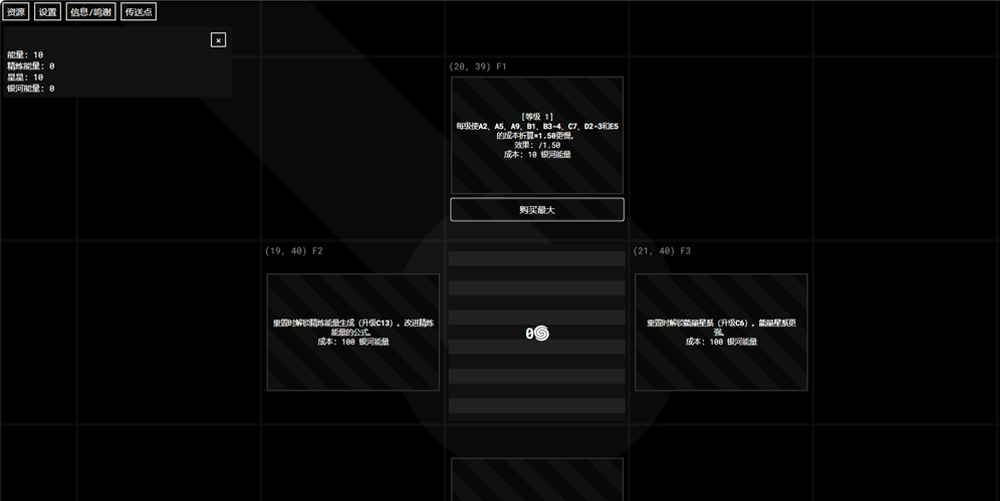 资源 设置 信息/鸣谢 传送点
×
能量: 10
精炼能量: 0
星星: 10
银河能量: 0
(20, 39) F1
[等级 1]
每级使A2、A5、A9、B1、B3-4、C7、D2-3和E5
的成本折算×1.50更慢。
效果: /1.50
成本: 10 银河能量
购买最大
(19, 40) F2
重置时解锁精炼能量生成（升级C13）。改进精炼
能量的公式。
成本: 100 银河能量
0
(21, 40) F3
重置时解锁能量星系（升级C6）。能量星系更
强。
成本: 100 银河能量